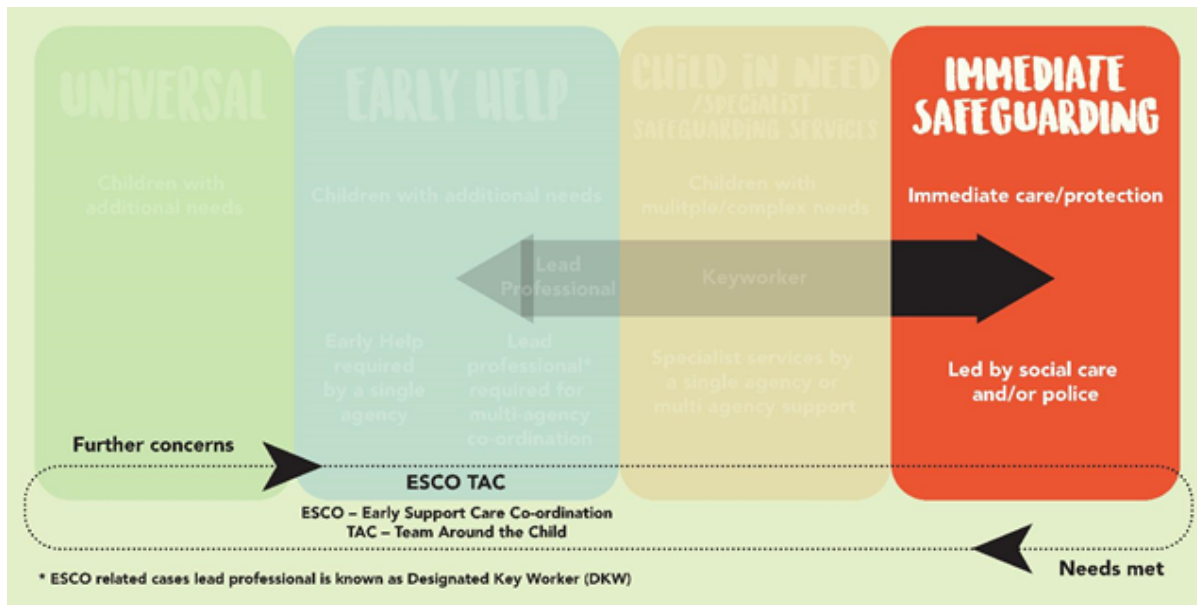 UNIVERSAL
Children with
additional needs
EARLY HELP
Children with additional needs
Lead
Professional
Early Help
required
by a single
agency
Lead
professional*
required for
multi-agency
co-ordination
CHILD IN NEED
/SPECIALIST
SAFEGUARDING SERVICES
Children with
mulitple/complex needs
Keyworker
Specialist services by
a single agency or
multi agency support
IMMEDIATE
SAFEGUARDING
Immediate care/protection
Led by social care
and/or police
Further concerns
ESCO TAC
ESCO – Early Support Care Co-ordination
TAC – Team Around the Child
Needs met
* ESCO related cases lead professional is known as Designated Key Worker (DKW)